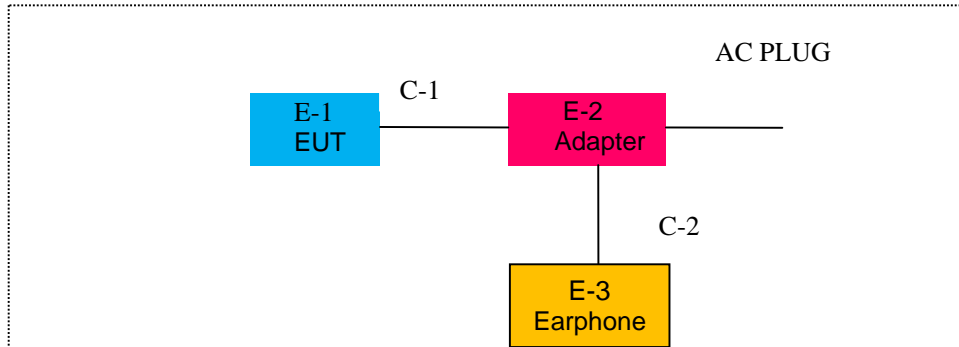 AC PLUG
C-1
E-1
EUT
E-2
Adapter
C-2
E-3
Earphone